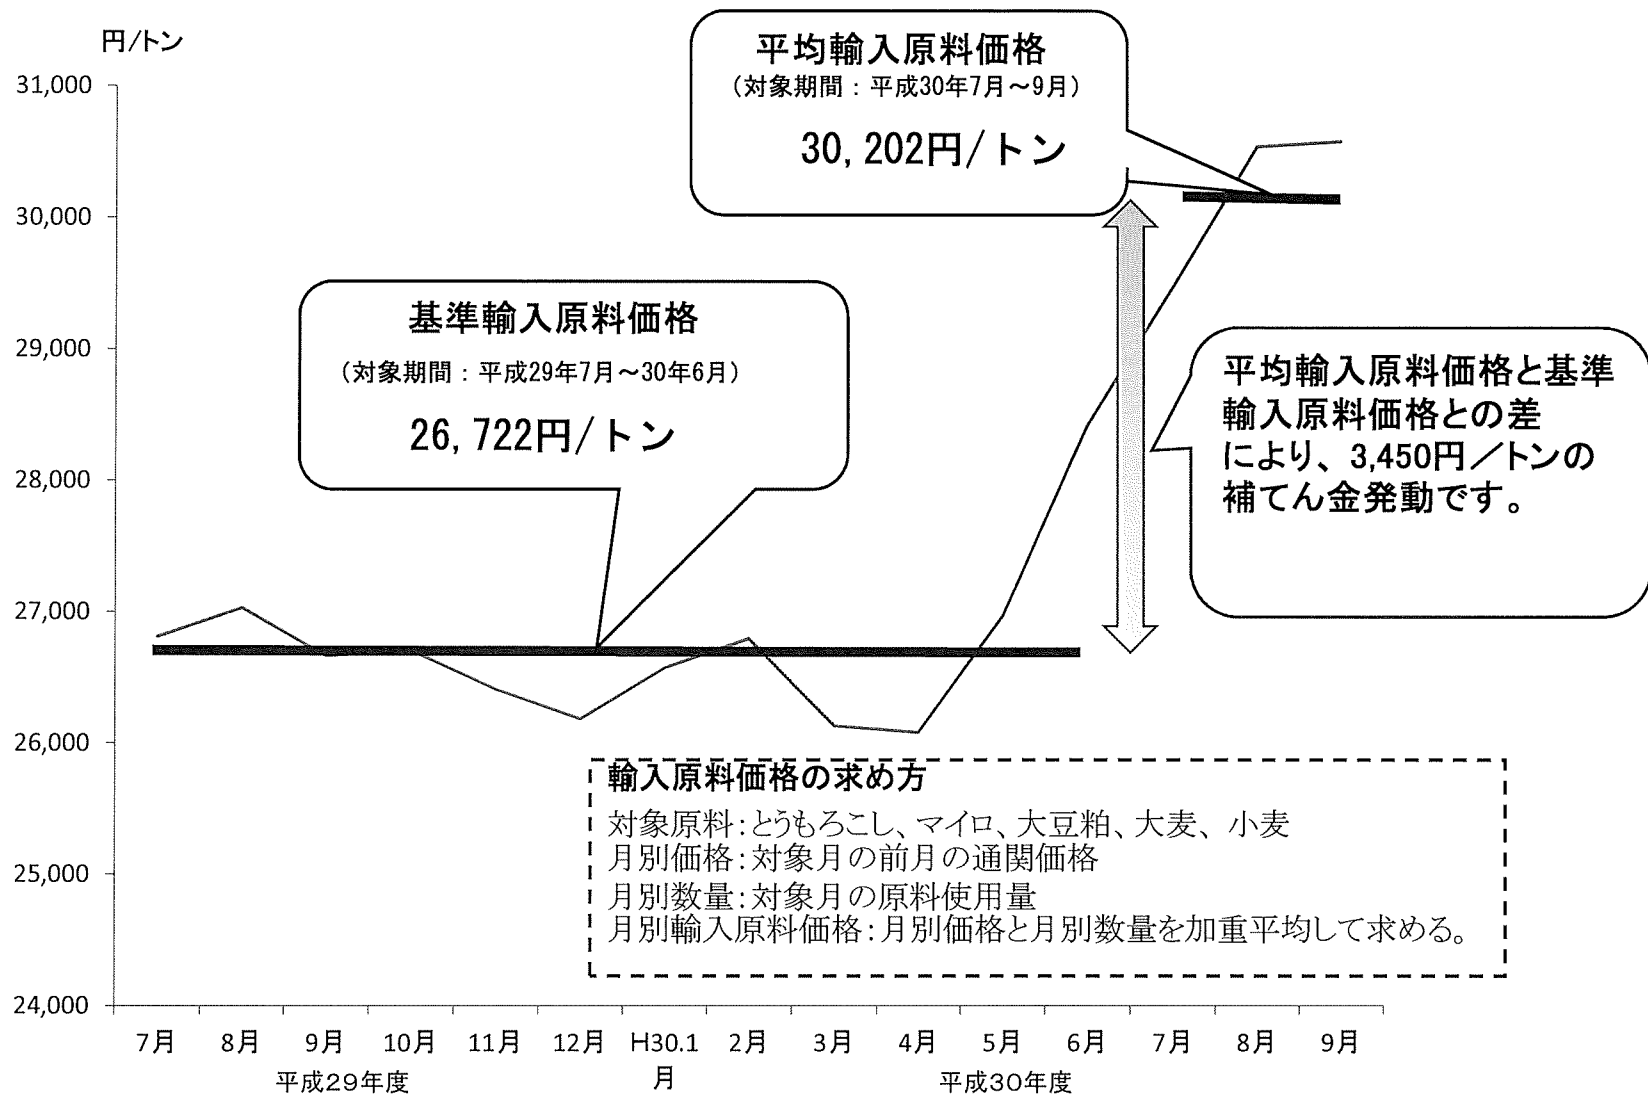 円/トン
31,000
30,000
29,000
28,000
27,000
26,000
25,000
24,000
平均輸入原料価格
(対象期間：平成30年7月～9月)
30,202円/トン
基準輸入原料価格
(対象期間：平成29年7月～30年6月)
26,722円/トン
平均輸入原料価格と基準
輸入原料価格との差
により、3,450円／トンの
補てん金発動です。
輸入原料価格の求め方
対象原料：とうもろこし、マイロ、大豆粕、大麦、小麦
月別価格：対象月の前月の通関価格
月別数量：対象月の原料使用量
月別輸入原料価格：月別価格と月別数量を加重平均して求める。
7月 8月 9月 10月 11月 12月 H30.1 2月 3月 4月 5月 6月 7月 8月 9月
月
平成29年度 平成30年度